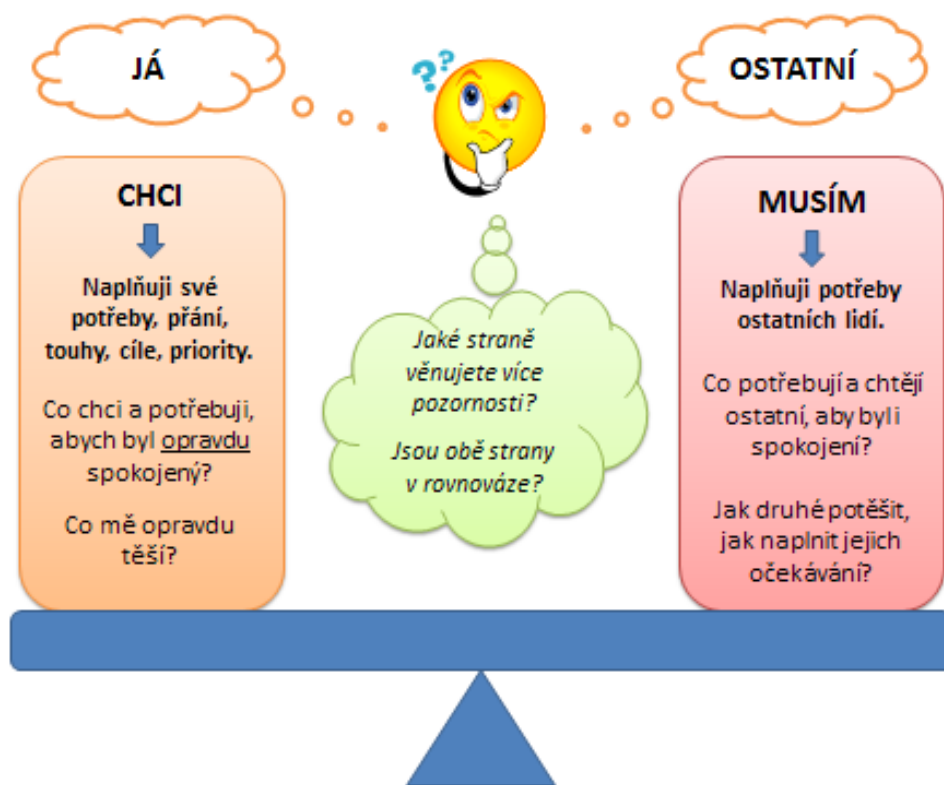 JÁ
??
OSTATNÍ
CHCI
Naplňuji své
potřeby, přání,
touhy, cíle, priority.
Co chci a potřebuji,
abych byl opravdu
spokojený?
Co mě opravdu
těší?
Jaké straně
věnujete více
pozornosti?
Jsou obě strany
v rovnováze?
MUSÍM
Naplňuji potřeby
ostatních lidí.
Co potřebují a chtějí
ostatní, aby byli
spokojení?
Jak druhé potěšit,
jak naplnit jejich
očekávání?